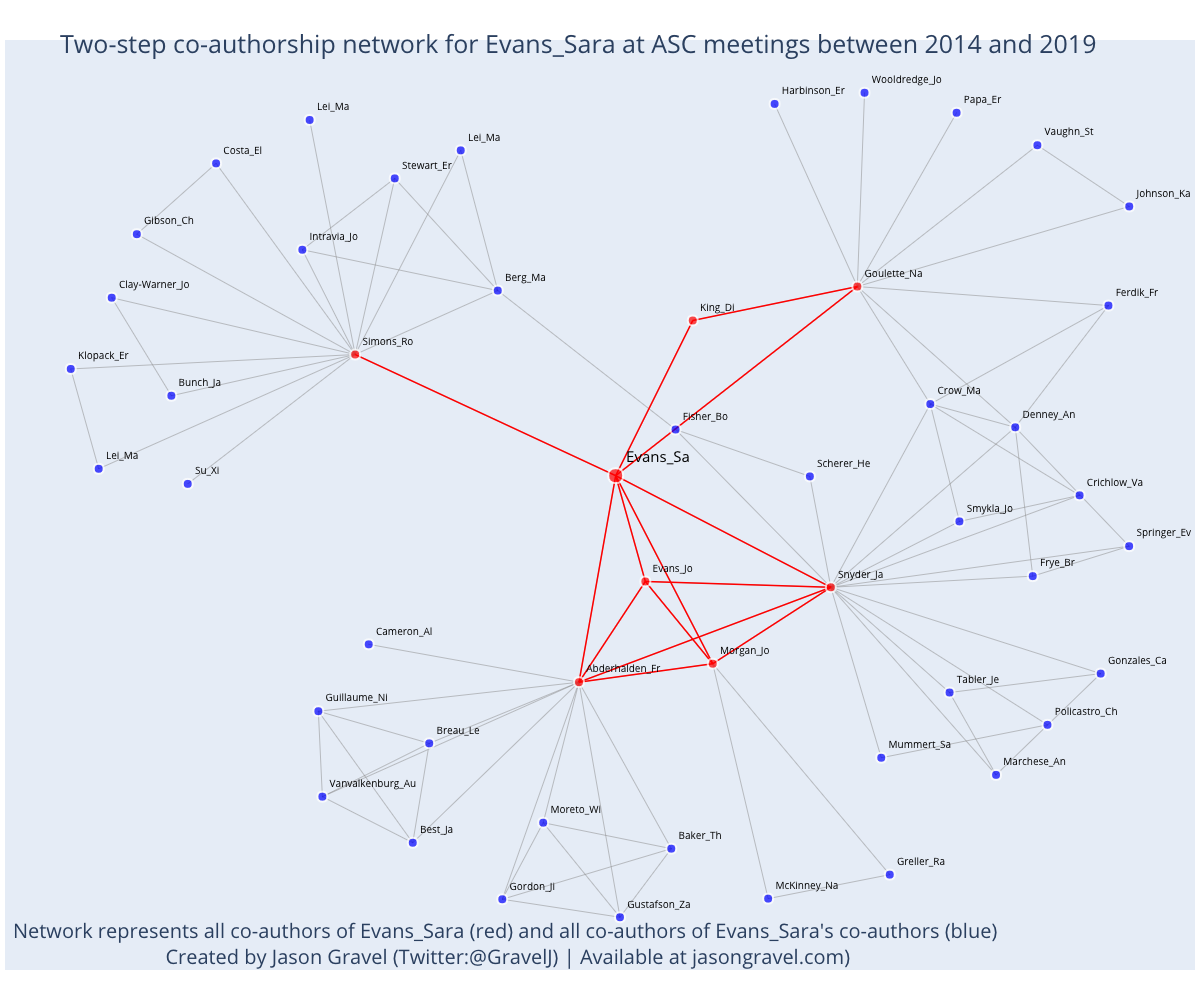 Two-step co-authorship network for Evans_Sara at ASC meetings between 2014 and 2019
Wooldredge_Jo
Harbinson_Er
Papa_Er
Lei_Ma
Vaughn_St
Lei_Ma
Costa_El
Stewart_Er
Johnson_Ka
Gibson_Ch
Intravia_Jo
Goulette_Na
Berg_Ma
Clay-Warner_Jo
Ferdik_Fr
King_Di
Simons_Ro
Klopack_Er
Bunch_Ja
Crow_Ma
Denney_An
Fisher_Bo
Lei_Ma
Evans_Sa
Scherer_He
Su_Xi
Crichlow_Va
Smykla_Jo
Springer_Ev
Frye_Br
Evans_Jo
Snyder_Ja
Cameron_Al
Morgan_Jo
Gonzales_Ca
Abderhalden_Fr
Tabler_Je
Guillaume_Ni
Policastro_Ch
Breau_Le
Mummert_Sa
Marchese_An
Vanvalkenburg_Au
Moreto_Wi
Best_Ja
Baker_Th
Greller_Ra
McKinney_Na
Gordon_Ji
Gustafson_Za
Network represents all co-authors of Evans_Sara (red) and all co-authors of Evans_Sara's co-authors (blue)
Created by Jason Gravel (Twitter:@GravelJ) | Available at jasongravel.com)